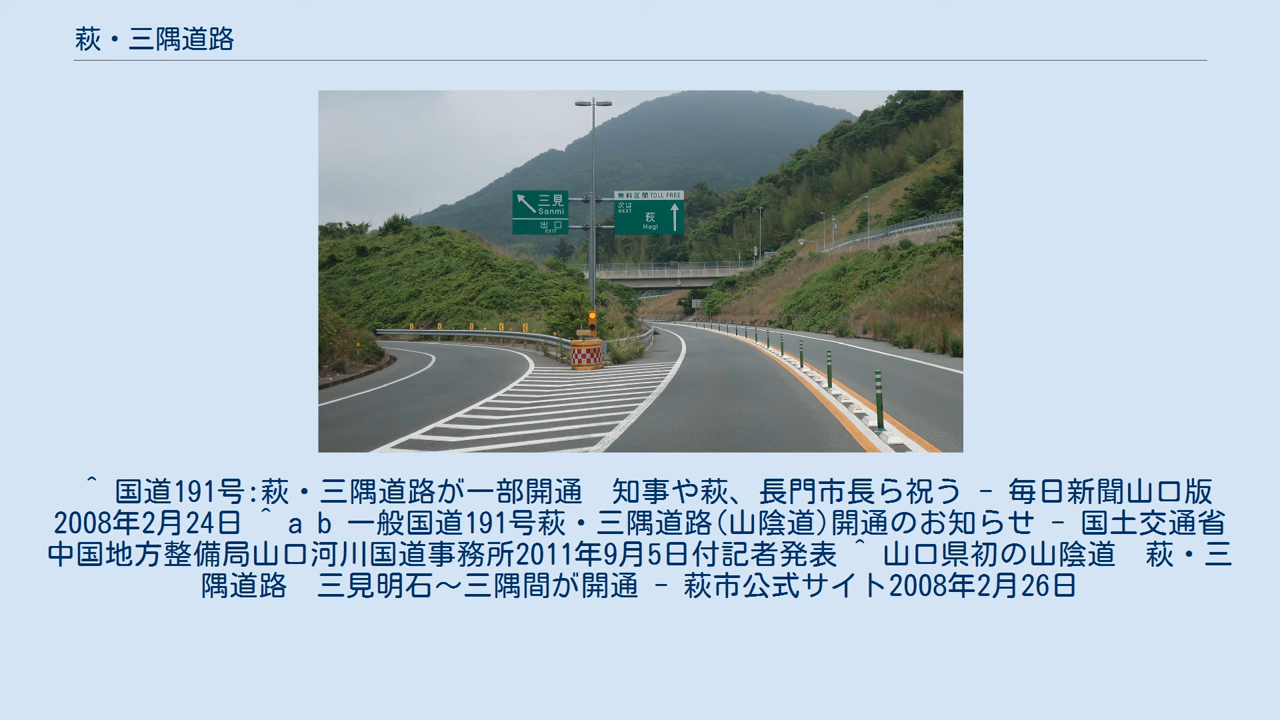 萩・三隅道路
三見
Sanmi
出口
EXIT
無料区間 TOLL FREE
次は
NEXT
萩
Hagi
^ 国道191号:萩・三隅道路が一部開通　知事や萩、長門市長ら祝う - 毎日新聞山口版
2008年2月24日 ^ a b 一般国道191号萩・三隅道路(山陰道)開通のお知らせ - 国土交通省
中国地方整備局山口河川国道事務所2011年9月5日付記者発表 ^ 山口県初の山陰道　萩・三
隅道路　三見明石〜三隅間が開通 - 萩市公式サイト2008年2月26日